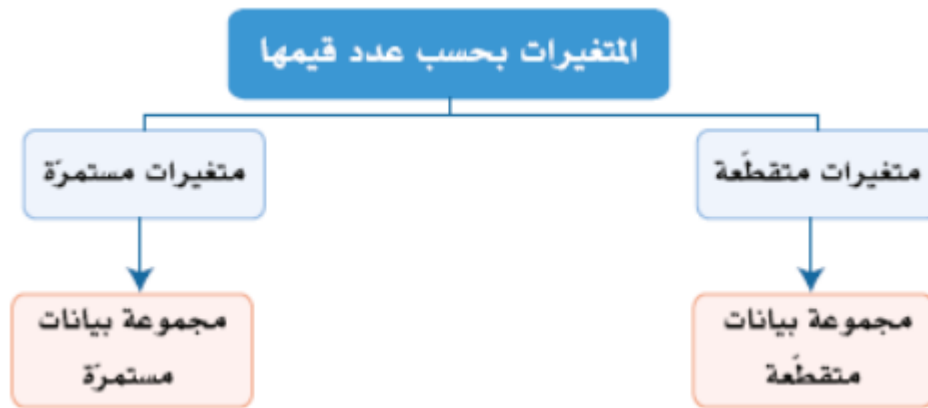 المتغيرات بحسب عدد قيمها
متغيرات متقطّعة
متغيرات مستمرّة
مجموعة بيانات
متقطّعة
مجموعة بيانات
مستمرّة